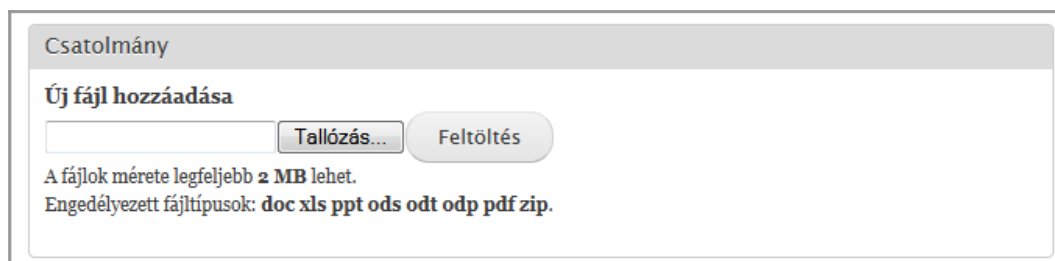 Csatolmány
Új fájl hozzáadása
Tallózás... Feltöltés
A fájlok mérete legfeljebb 2 MB lehet.
Engedélyezett fájltípusok: doc xls ppt ods odt odp pdf zip.